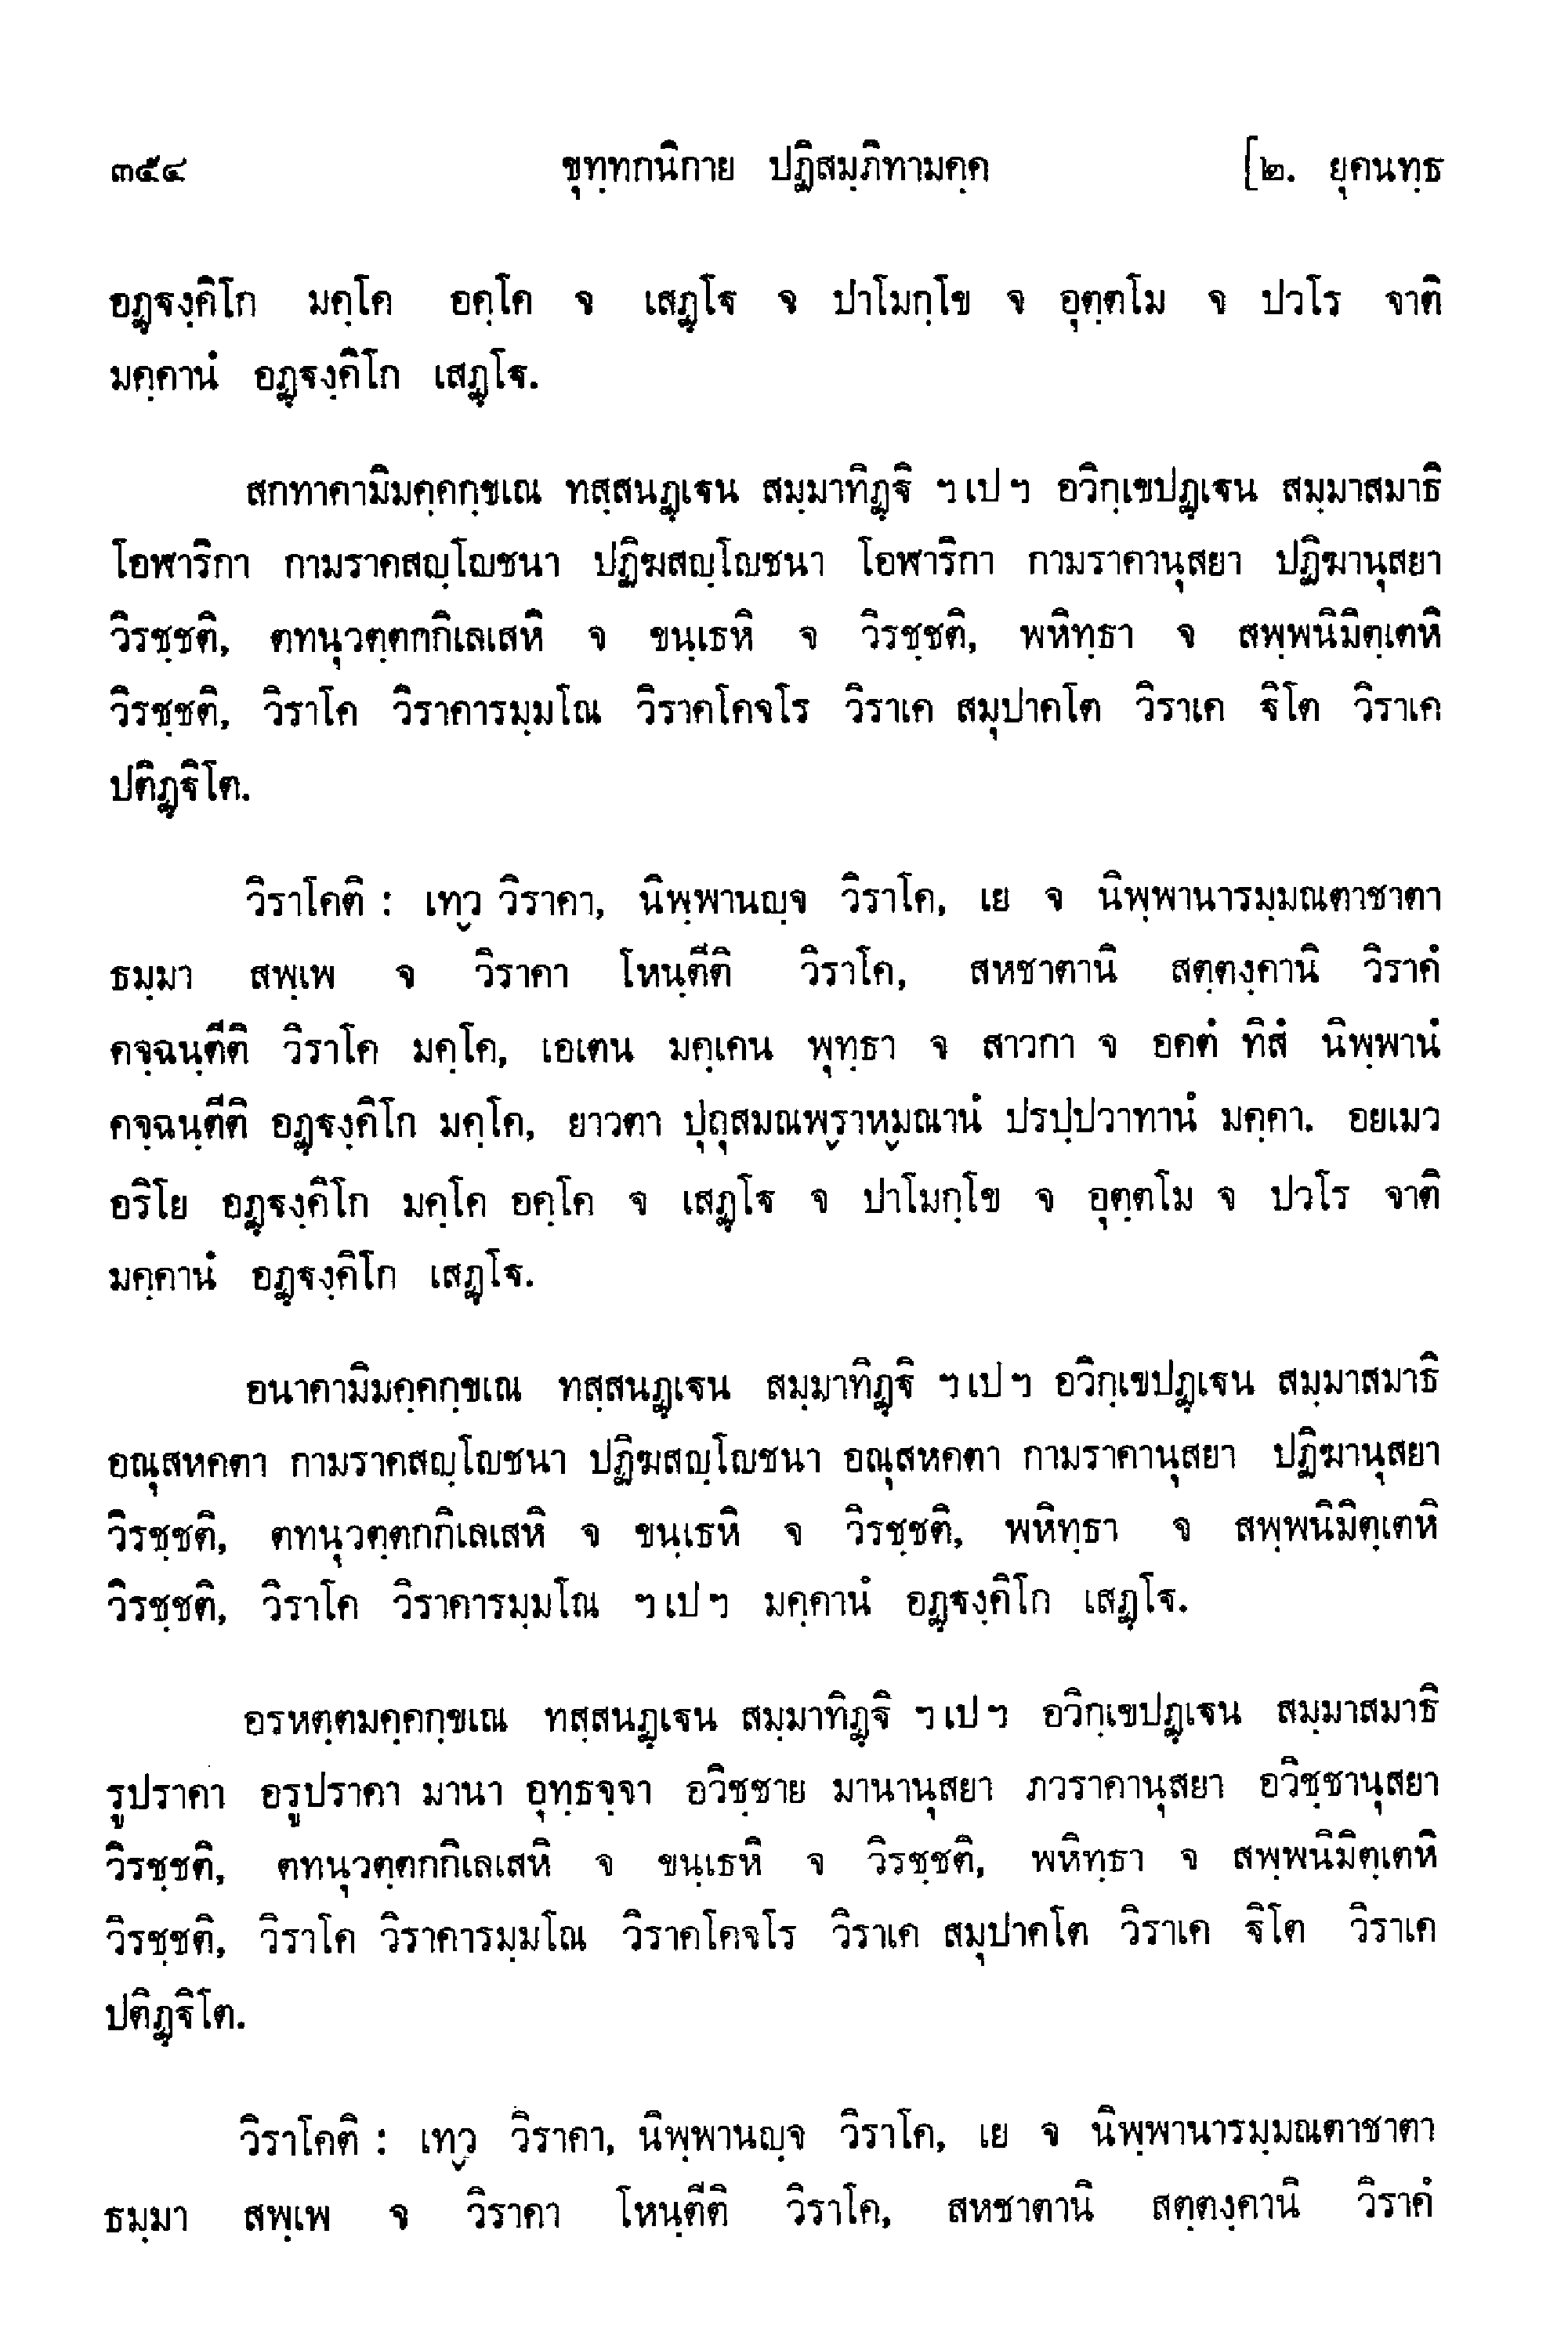 ๓๕๔ ขุทฺทกนิกาย ปฏิสมฺภิทามคฺค [๒. ยุคนทฺธ
อฏฺฐงฺคิโก มคฺโค อคฺโค จ เสฏฺโฐ จ ปาโมกฺโข จ อุตฺตโม จ ปวโร จาติ
มคฺคานํ อฏฺฐงฺคิโก เสฏฺโฐ.
สกทาคามิมคฺคกฺขเณ ทสฺสนฏฺเฐน สมฺมาทิฏฺฐิ ฯ เป ฯ อวิกฺเขปฏฺเฐน สมฺมาสมาธิ
โอฬาริกา กามราคสญฺโญชนา ปฏิฆสญฺโญชนา โอฬาริกา กามราคานุสยา ปฏิฆานุสยา
วิรชฺชติ, ตทนุวตฺตกกิเลเสหิ จ ขนฺเธหิ จ วิรชฺชติ, พหิทฺธา จ สพฺพนิมิตฺเตหิ
วิรชฺชติ, วิราโค วิราคารมฺมโณ วิราคโคจโร วิราเค สมุปาคโต วิราเค ฐิโต วิราเค
ปติฏฺฐิโต.
วิราโคติ : เทฺว วิราคา, นิพฺพานญฺจ วิราโค, เย จ นิพฺพานารมฺมณตาชาตา
ธมฺมา สพฺเพ จ วิราคา โหนฺตีติ วิราโค, สหชาตานิ สตฺตงฺคานิ วิราคํ
คจฺฉนฺตีติ วิราโค มคฺโค, เอเตน มคฺเคน พุทฺธา จ สาวกา จ อคตํ ทิสํ นิพฺพานํ
คจฺฉนฺตีติ อฏฺฐงฺคิโก มคฺโค, ยาวตา ปุถุสมณพฺราหฺมณานํ ปรปฺปวาทานํ มคฺคา. อยเมว
อริโย อฏฺฐงฺคิโก มคฺโค อคฺโค จ เสฏฺโฐ จ ปาโมกฺโข จ อุตฺตโม จ ปวโร จาติ
มคฺคานํ อฏฺฐงฺคิโก เสฏฺโฐ.
อนาคามิมคฺคกฺขเณ ทสฺสนฏฺเฐน สมฺมาทิฏฺฐิ ฯ เป ฯ อวิกฺเขปฏฺเฐน สมฺมาสมาธิ
อณุสหคตา กามราคสญฺโญชนา ปฏิฆสญฺโญชนา อณุสหคตา กามราคานุสยา ปฏิฆานุสยา
วิรชฺชติ, ตทนุวตฺตกกิเลเสหิ จ ขนฺเธหิ จ วิรชฺชติ, พหิทฺธา จ สพฺพนิมิตฺเตหิ
วิรชฺชติ, วิราโค วิราคารมฺมโณ ฯ เป ฯ มคฺคานํ อฏฺฐงฺคิโก เสฏฺโฐ.
อรหตฺตมคฺคกฺขเณ ทสฺสนฏฺเฐน สมฺมาทิฏฺฐิ ฯ เป ฯ อวิกฺเขปฏฺเฐน สมฺมาสมาธิ
รูปราคา อรูปราคา มานา อุทฺธจฺจา อวิชฺชาย มานานุสยา ภวราคานุสยา อวิชฺชานุสยา
วิรชฺชติ, ตทนุวตฺตกกิเลเสหิ จ ขนฺเธหิ จ วิรชฺชติ, พหิทฺธา จ สพฺพนิมิตฺเตหิ
วิรชฺชติ, วิราโค วิราคารมฺมโณ วิราคโคจโร วิราเค สมุปาคโต วิราเค ฐิโต วิราเค
ปติฏฺฐิโต.
วิราโคติ : เทฺว วิราคา, นิพฺพานญฺจ วิราโค, เย จ นิพฺพานารมฺมณตาชาตา
ธมฺมา สพฺเพ จ วิราคา โหนฺตีติ วิราโค, สหชาตานิ สตฺตงฺคานิ วิราคํ